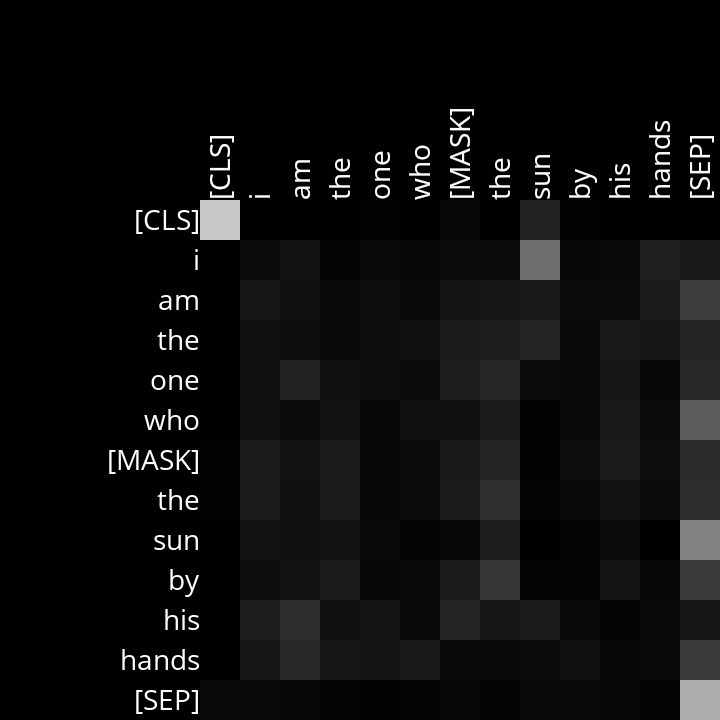 [CLS] i am the one who [MASK] the sun by his hands [SEP]
[CLS]
i
am
the
one
who
[MASK]
the
sun
by
his
hands
[SEP]